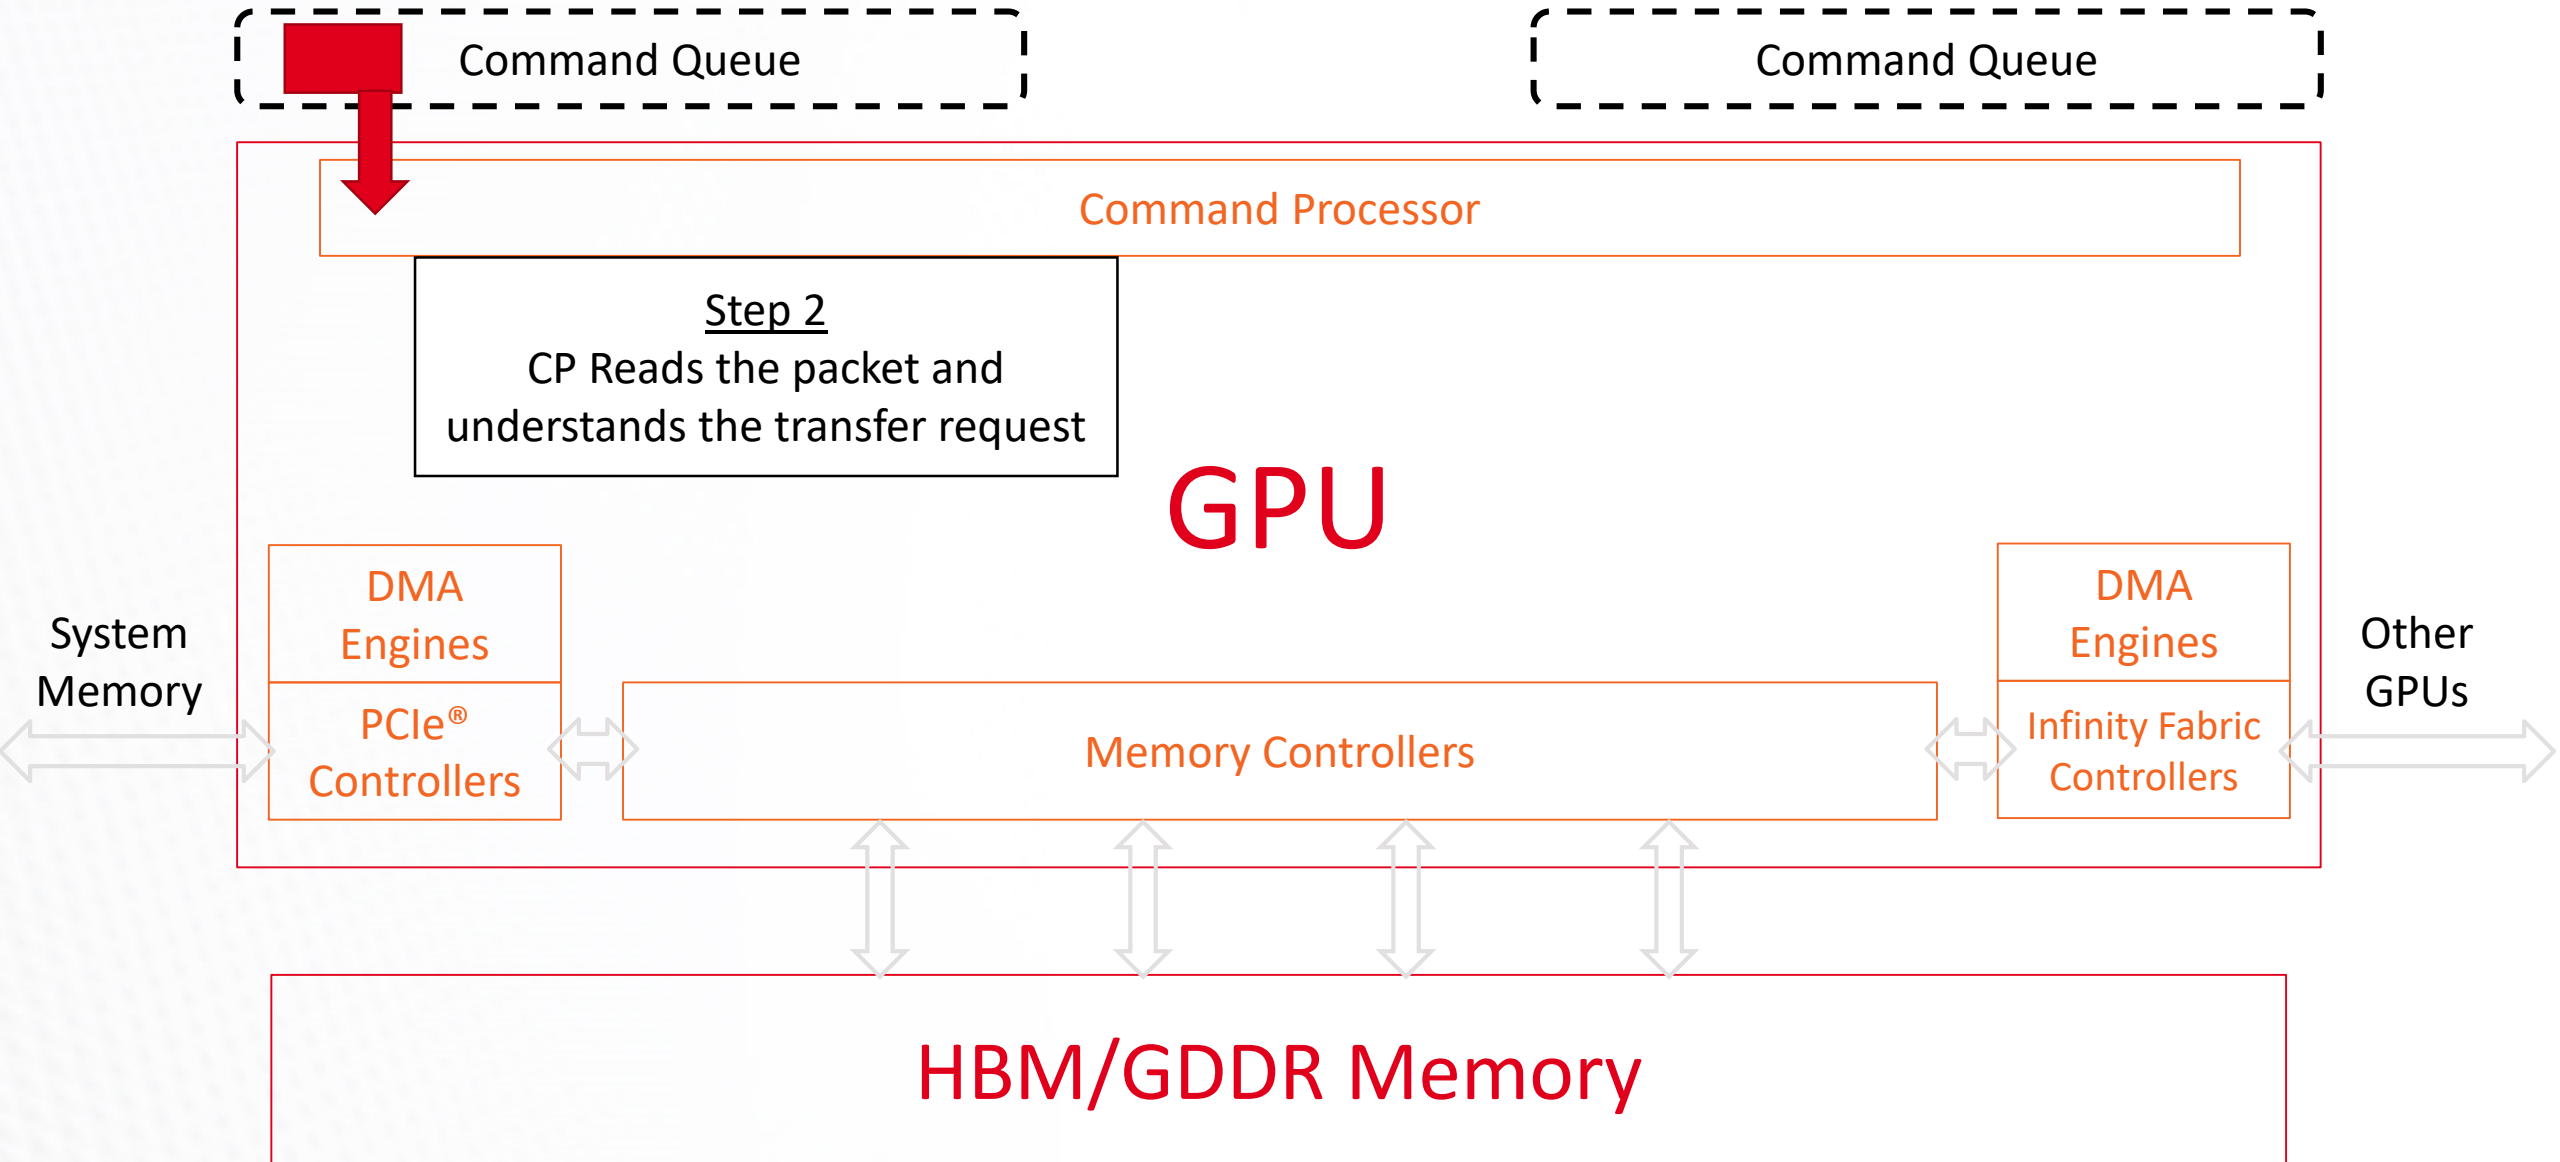 Command Queue
Command Queue
Command Processor
Step 2
CP Reads the packet and
understands the transfer request
GPU
DMA
Engines
DMA
Engines
System
Memory
Other
GPUs
PCIe®
Controllers
Memory Controllers
Infinity Fabric
Controllers
HBM/GDDR Memory